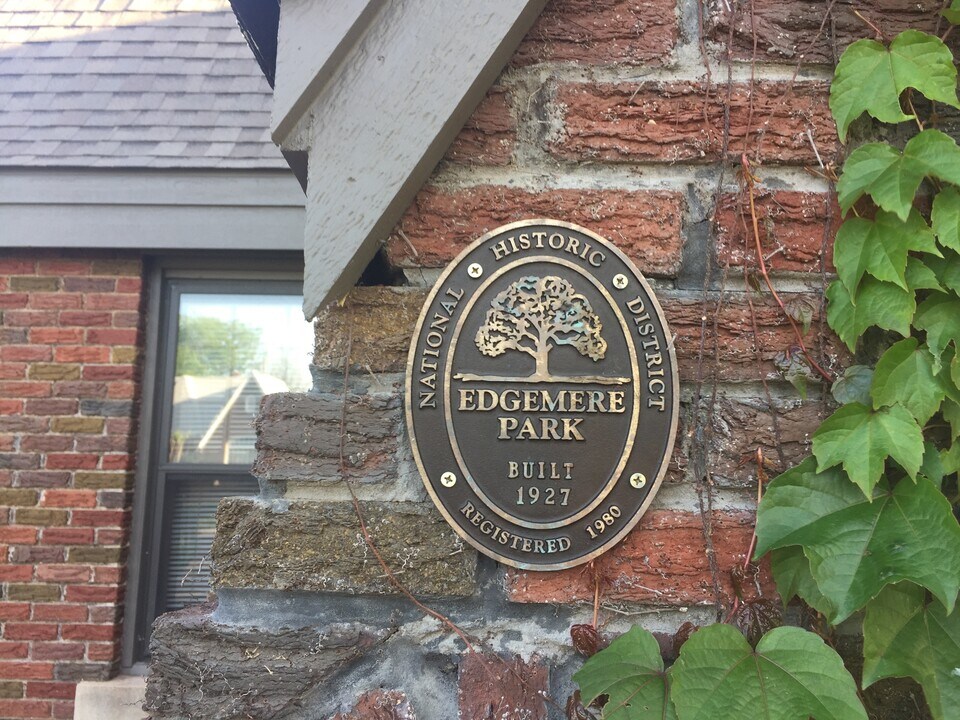 NATIONAL HISTORIC DISTRICT
EDGEMERE
PARK
BUILT
1927
REGISTERED 1980